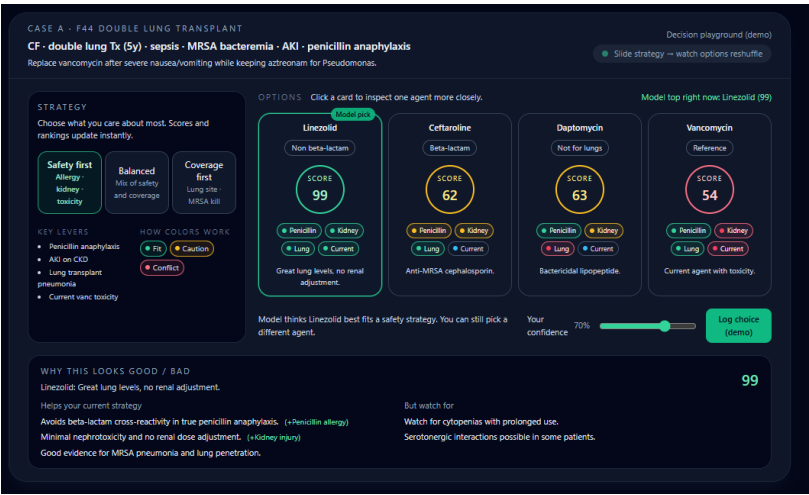 CASE A · F44 DOUBLE LUNG TRANSPLANT
CF · double lung Tx (5y) · sepsis · MRSA bacteremia · AKI · penicillin anaphylaxis
Replace vancomycin after severe nausea/vomiting while keeping aztreonam for Pseudomonas.
Decision playground (demo)
Slide strategy → watch options reshuffle
STRATEGY
Choose what you care about most. Scores and
rankings update instantly.
Safety first
Allergy ·
kidney ·
toxicity
Balanced
Mix of safety
and coverage
Coverage
first
Lung site ·
MRSA kill
KEY LEVERS
• Penicillin anaphylaxis
• AKI on CKD
• Lung transplant
pneumonia
• Current vanc toxicity
HOW COLORS WORK
Fit
Caution
Conflict
OPTIONS Click a card to inspect one agent more closely.
Model top right now: Linezolid (99)
Model pick
Linezolid
Non beta-lactam
SCORE
99
Penicillin
Kidney
Lung
Current
Great lung levels, no renal
adjustment.
Ceftaroline
Beta-lactam
SCORE
62
Penicillin
Kidney
Lung
Current
Anti-MRSA cephalosporin.
Daptomycin
Not for lungs
SCORE
63
Penicillin
Kidney
Lung
Current
Bactericidal lipopeptide.
Vancomycin
Reference
SCORE
54
Penicillin
Kidney
Lung
Current
Current agent with toxicity.
Model thinks Linezolid best fits a safety strategy. You can still pick a
different agent.
Your
confidence
70%
Log choice
(demo)
WHY THIS LOOKS GOOD / BAD
Linezolid: Great lung levels, no renal adjustment.
99
Helps your current strategy
Avoids beta-lactam cross-reactivity in true penicillin anaphylaxis. (+Penicillin allergy)
Minimal nephrotoxicity and no renal dose adjustment. (+Kidney injury)
Good evidence for MRSA pneumonia and lung penetration.
But watch for
Watch for cytopenias with prolonged use.
Serotonergic interactions possible in some patients.